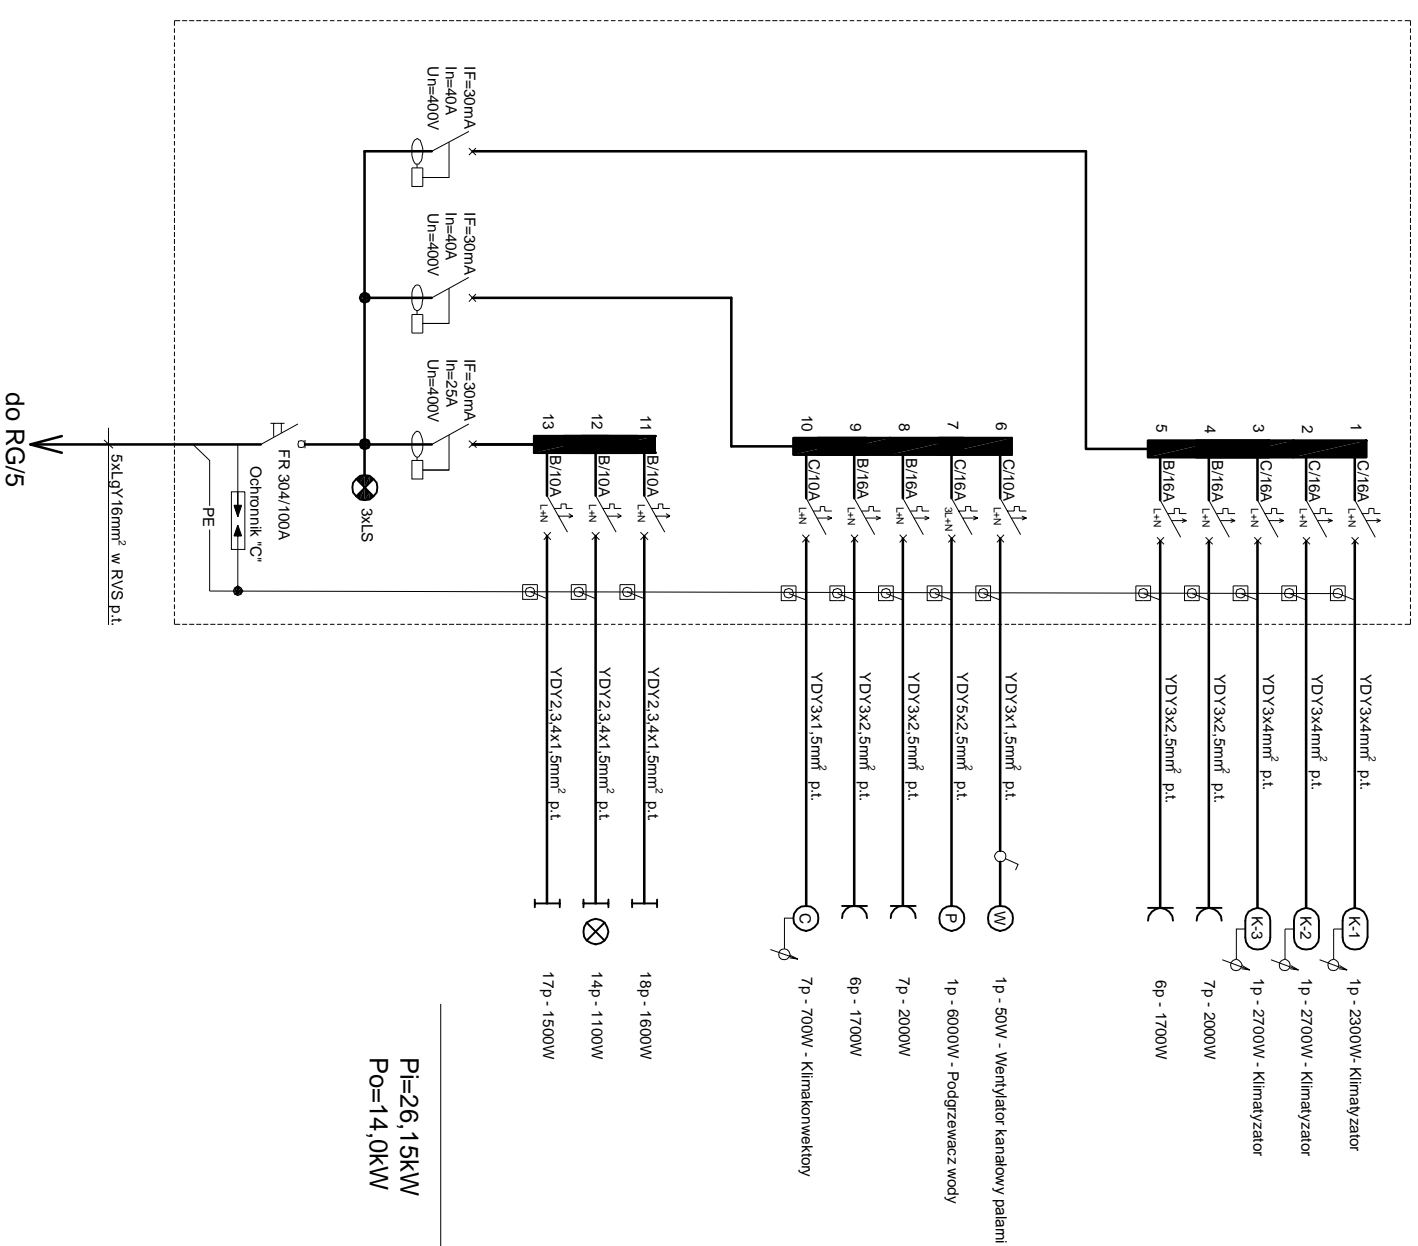 IF=30mA
In=40A
Un=400V
IF=30mA
In=40A
Un=400V
IF=30mA
In=25A
Un=400V
do RG/5
5xLgY16mm² w RVS p.t.
PE
Ochronnik "C"
FR 304/100A
3xLS
1
C/16A
L+N
YDY3x4mm² p.t.
K-1
1p - 2300W- Klimatyzator
2
C/16A
L+N
YDY3x4mm² p.t.
K-2
1p - 2700W - Klimatyzator
3
C/16A
L+N
YDY3x4mm² p.t.
K-3
1p - 2700W - Klimatyzator
4
B/16A
L+N
YDY3x2,5mm² p.t.
7p - 2000W
5
B/16A
L+N
YDY3x2,5mm² p.t.
6p - 1700W
6
C/10A
L+N
YDY3x1,5mm² p.t.
W
1p - 50W - Wentylator kanałowy palami
7
C/16A
3L+N
YDY5x2,5mm² p.t.
P
1p - 6000W - Podgrzewacz wody
8
B/16A
L+N
YDY3x2,5mm² p.t.
7p - 2000W
9
B/16A
L+N
YDY3x2,5mm² p.t.
6p - 1700W
10
C/10A
L+N
YDY3x1,5mm² p.t.
C
7p - 700W - Klimakonwektory
11
B/10A
L+N
YDY2,3,4x1,5mm² p.t.
18p - 1600W
12
B/10A
L+N
YDY2,3,4x1,5mm² p.t.
14p - 1100W
13
B/10A
L+N
YDY2,3,4x1,5mm² p.t.
17p - 1500W
Pi=26,15kW
Po=14,0kW